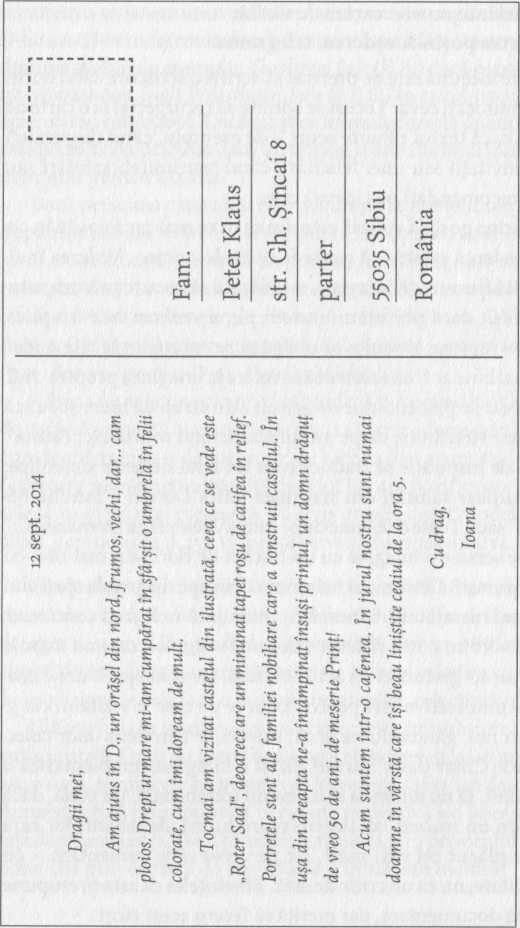 12 sept. 2014
Dragii mei,
Am ajuns în D., un orășel din nord, frumos, vechi, dar... cam
ploios. Drept urmare mi-am cumpărat în sfârșit o umbrelă în felii
colorate, cum îmi doream de mult.
Tocmai am vizitat castelul din ilustrată, ceea ce se vede este
„Roter Saal“, deoarece are un minunat tapet roșu de catifea în relief.
Portretele sunt ale familiei nobiliare care a construit castelul. În
ușa din dreapta ne-a întâmpinat însuși prințul, un domn drăguț
de vreo 50 de ani, de meserie... Prinț!
Acum suntem într-o cafenea. În jurul nostru sunt numai
doamne în vârstă care își beau liniștite ceaiul de la ora 5.
Cu drag,
Ioana
Fam.
Peter Klaus
str. Gh. Șincai 8
parter
55035 Sibiu
România